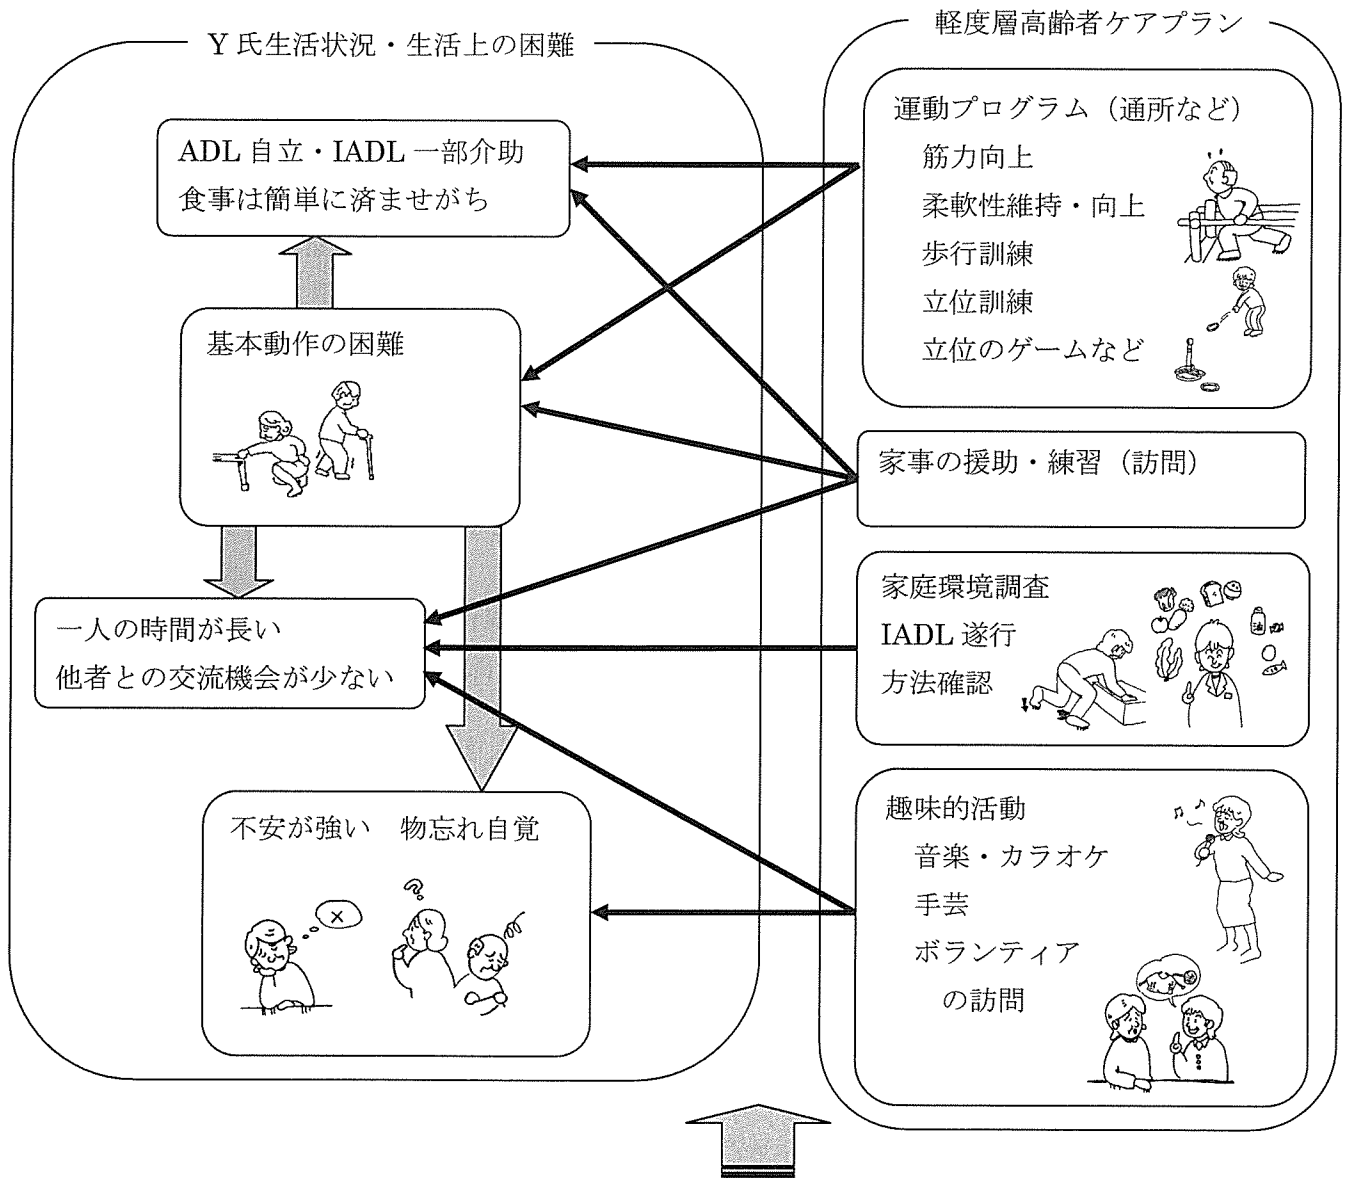 Y 氏生活状況・生活上の困難
ADL 自立・IADL 一部介助
食事は簡単に済ませがち
基本動作の困難
一人の時間が長い
他者との交流機会が少ない
不安が強い 物忘れ自覚
軽度層高齢者ケアプラン
運動プログラム（通所など）
筋力向上
柔軟性維持・向上
歩行訓練
立位訓練
立位のゲームなど
家事の援助・練習（訪問）
家庭環境調査
IADL 遂行
方法確認
油
趣味的活動
音楽・カラオケ
手芸
ボランティア
の訪問